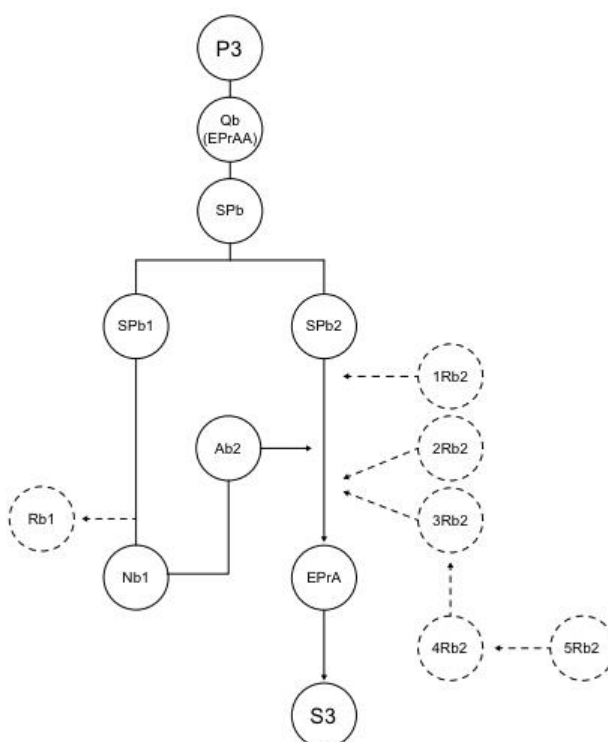 P3
Qb
(EPrAA)
SPb
SPb1
SPb2
1Rb2
Ab2
2Rb2
Rb1
3Rb2
Nb1
EPrA
4Rb2
5Rb2
S3